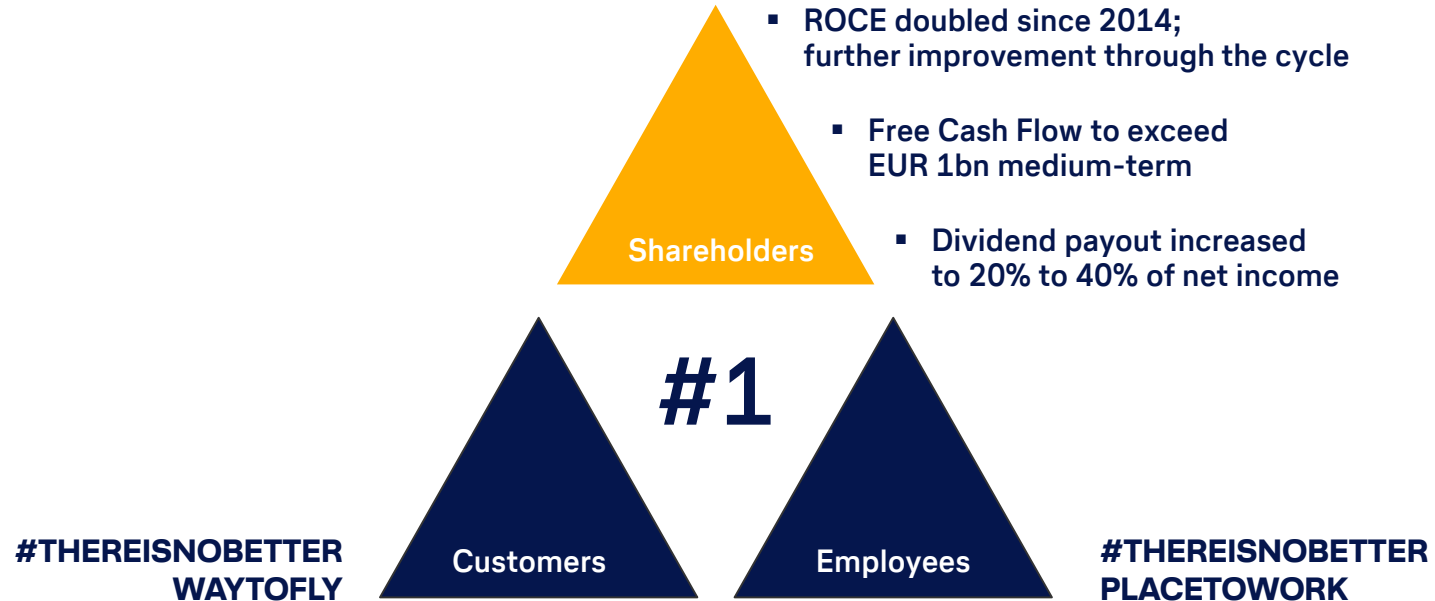 ▪ ROCE doubled since 2014;
further improvement through the cycle
▪ Free Cash Flow to exceed
EUR 1bn medium-term
▪ Dividend payout increased
to 20% to 40% of net income
Shareholders
#1
Customers
Employees
#THEREISNOBETTER
WAYTOFLY
#THEREISNOBETTER
PLACETOWORK